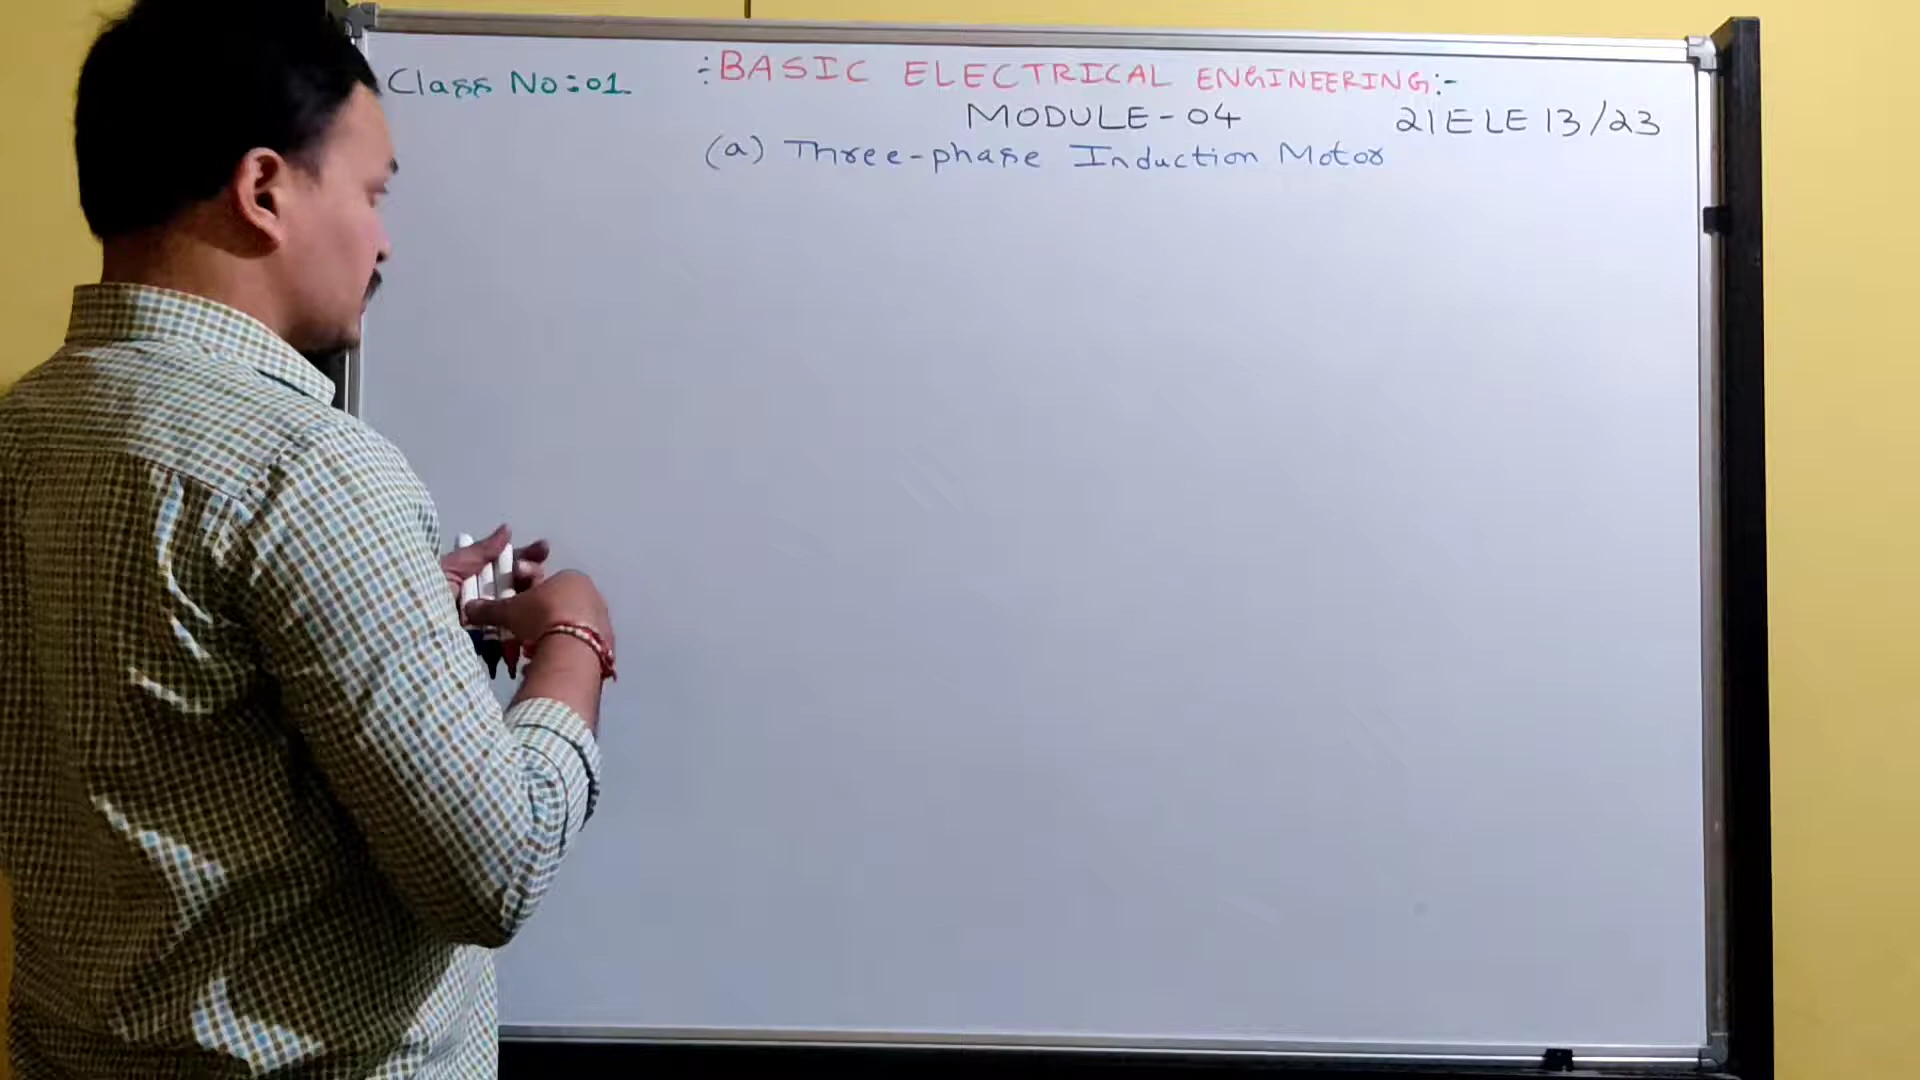 Class No:01
:BASIC ELECTRICAL ENGINEERING:-
MODULE-04
21ELE13/23
(a) Three-phase Induction Motor